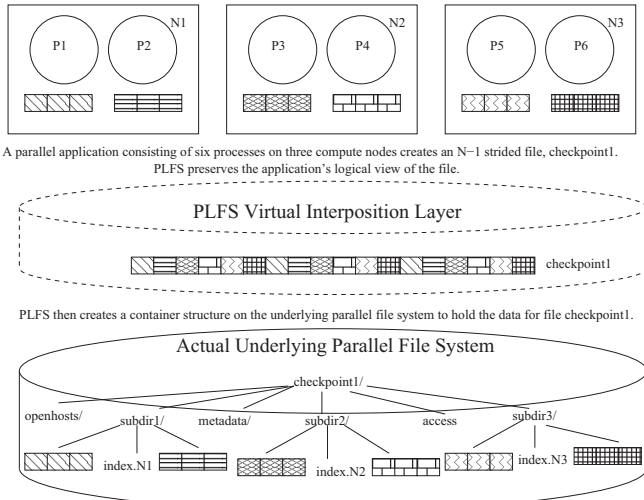 N1
P1 P2
N2
P3 P4
N3
P5 P6
A parallel application consisting of six processes on three compute nodes creates an N−1 strided file, checkpoint1.
PLFS preserves the application's logical view of the file.
PLFS Virtual Interposition Layer
checkpoint1
PLFS then creates a container structure on the underlying parallel file system to hold the data for file checkpoint1.
Actual Underlying Parallel File System
checkpoint1/
openhosts/ subdir1/ metadata/ subdir2/ access subdir3/
index.N1 index.N2 index.N3